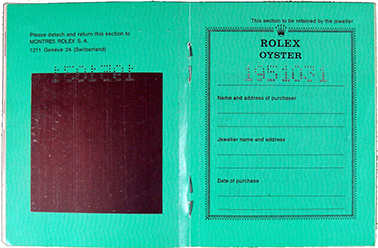 Please detach and return this section to
MONTRES ROLEX S. A.
1211 Genève 24 (Switzerland)
This section to be retained by the jeweller
ROLEX
OYSTER
1951031
Name and address of purchaser
Jeweller name and address
Date of purchase